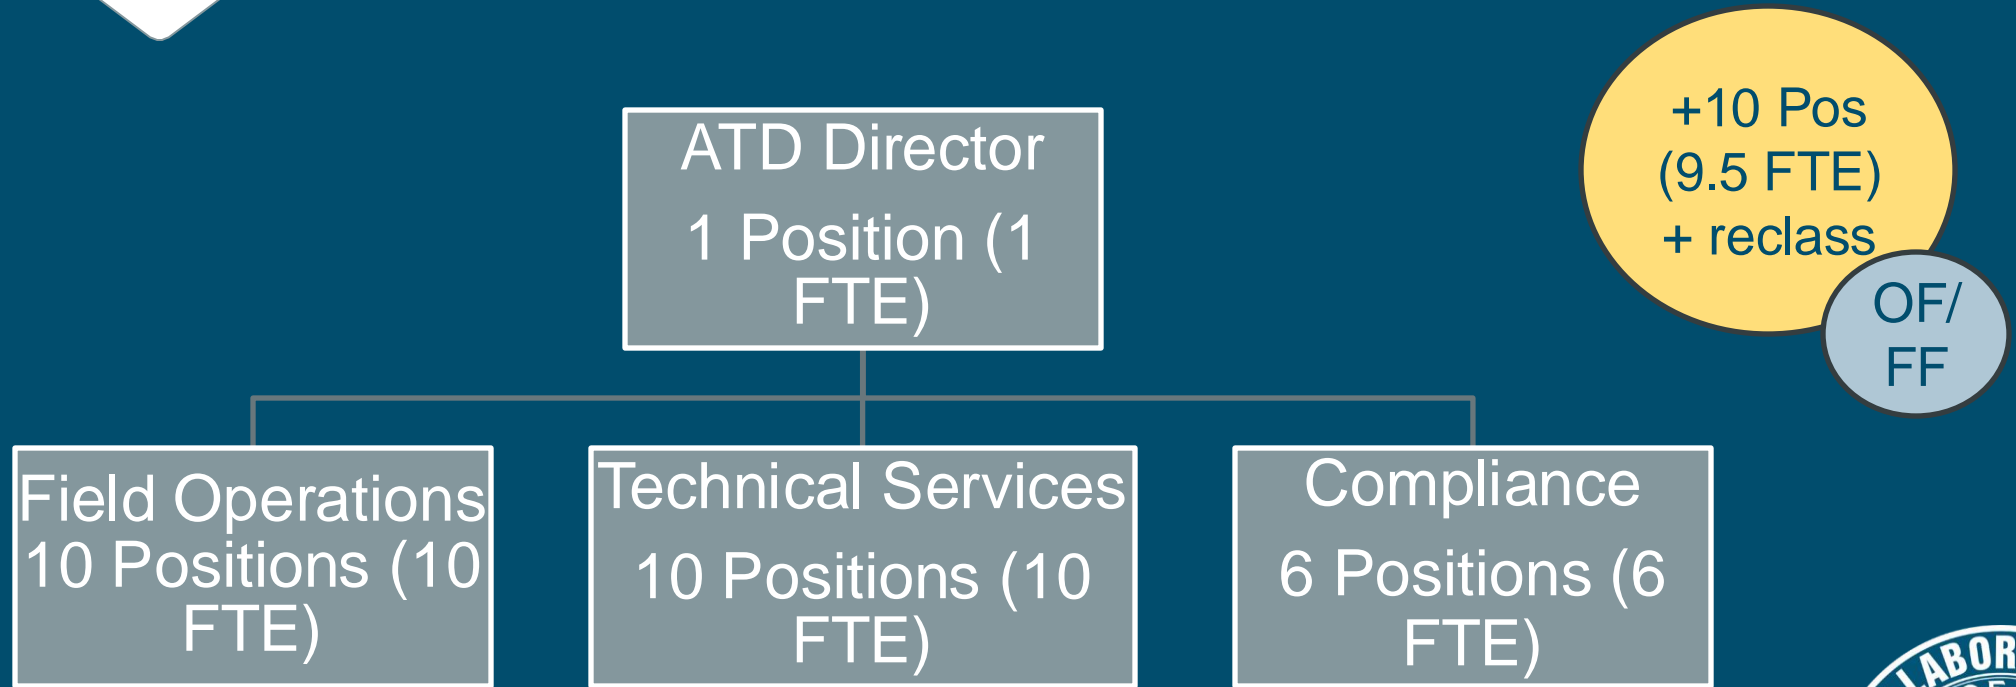 ATD Director
1 Position (1
FTE)
+10 Pos
(9.5 FTE)
+ reclass
OF/
FF
Field Operations
10 Positions (10
FTE)
Technical Services
10 Positions (10
FTE)
Compliance
6 Positions (6
FTE)
LABOR